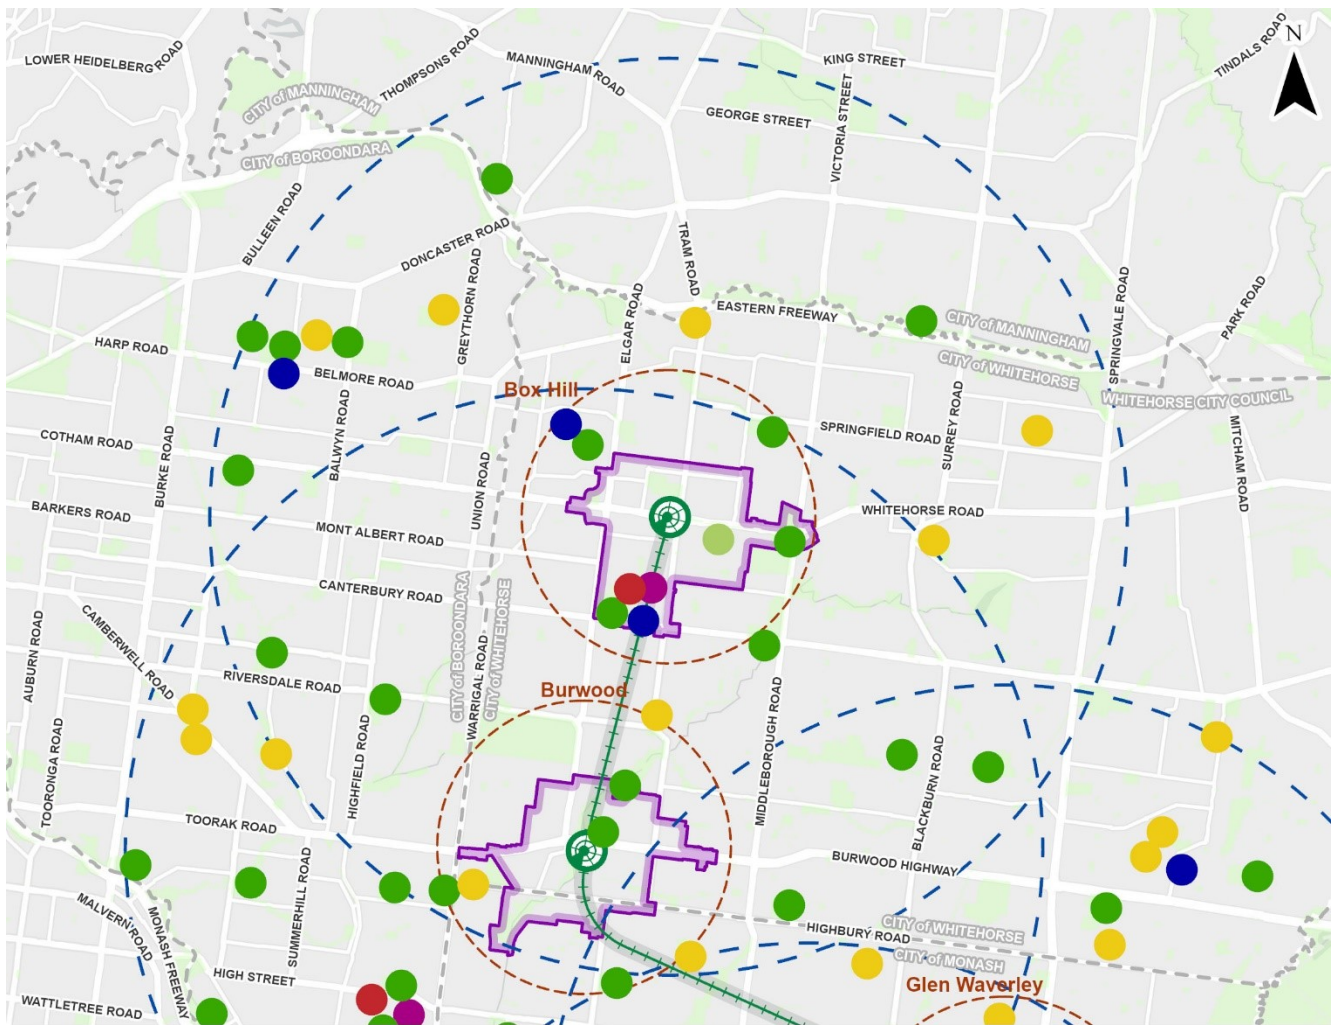 N
TINDALS ROAD
KING STREET
LOWER HEIDELBERG ROAD
THOMPSONS ROAD
MANNINGHAM ROAD
CITY of MANNINGHAM
GEORGE STREET
VICTORIA STREET
CITY of BOROONDARA
BULLEEN ROAD
DONCASTER ROAD
TRAM ROAD
GREYTHORN ROAD
ELGAR ROAD
EASTERN FREEWAY
CITY of MANNINGHAM
SPRINGVALE ROAD
PARK ROAD
HARP ROAD
BELMORE ROAD
CITY of WHITEHORSE
WHITEHORSE CITY COUNCIL
Box Hill
COTHAM ROAD
BURKE ROAD
BALWYN ROAD
UNION ROAD
SPRINGFIELD ROAD
SURREY ROAD
MITCHAM ROAD
BARKERS ROAD
MONT ALBERT ROAD
WHITEHORSE ROAD
CANTERBURY ROAD
CAMBERWELL ROAD
AUBURN ROAD
RIVERSDALE ROAD
CITY of BOROONDARA
CITY of WHITEHORSE
WARRIGAL ROAD
Burwood
TOORONGA ROAD
HIGHFIELD ROAD
MIDDLEBOROUGH ROAD
BLACKBURN ROAD
TOORAK ROAD
BURWOOD HIGHWAY
MALVERN ROAD
MONASH FREEWAY
SUMMERHILL ROAD
HIGHBURY ROAD
CITY of WHITEHORSE
CITY of MONASH
HIGH STREET
Glen Waverley
WATTLETREE ROAD